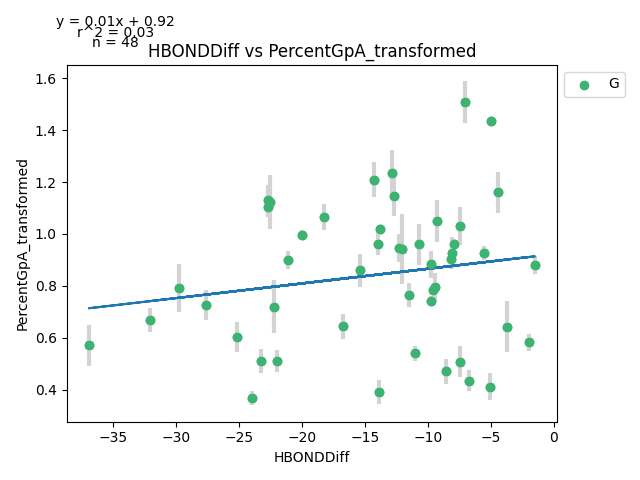 y = 0.01x + 0.92
r^2 = 0.03
n = 48
HBONDDiff vs PercentGpA_transformed
G
PercentGpA_transformed
1.6
1.4
1.2
1.0
0.8
0.6
0.4
−35
−30
−25
−20
−15
−10
−5
0
HBONDDiff